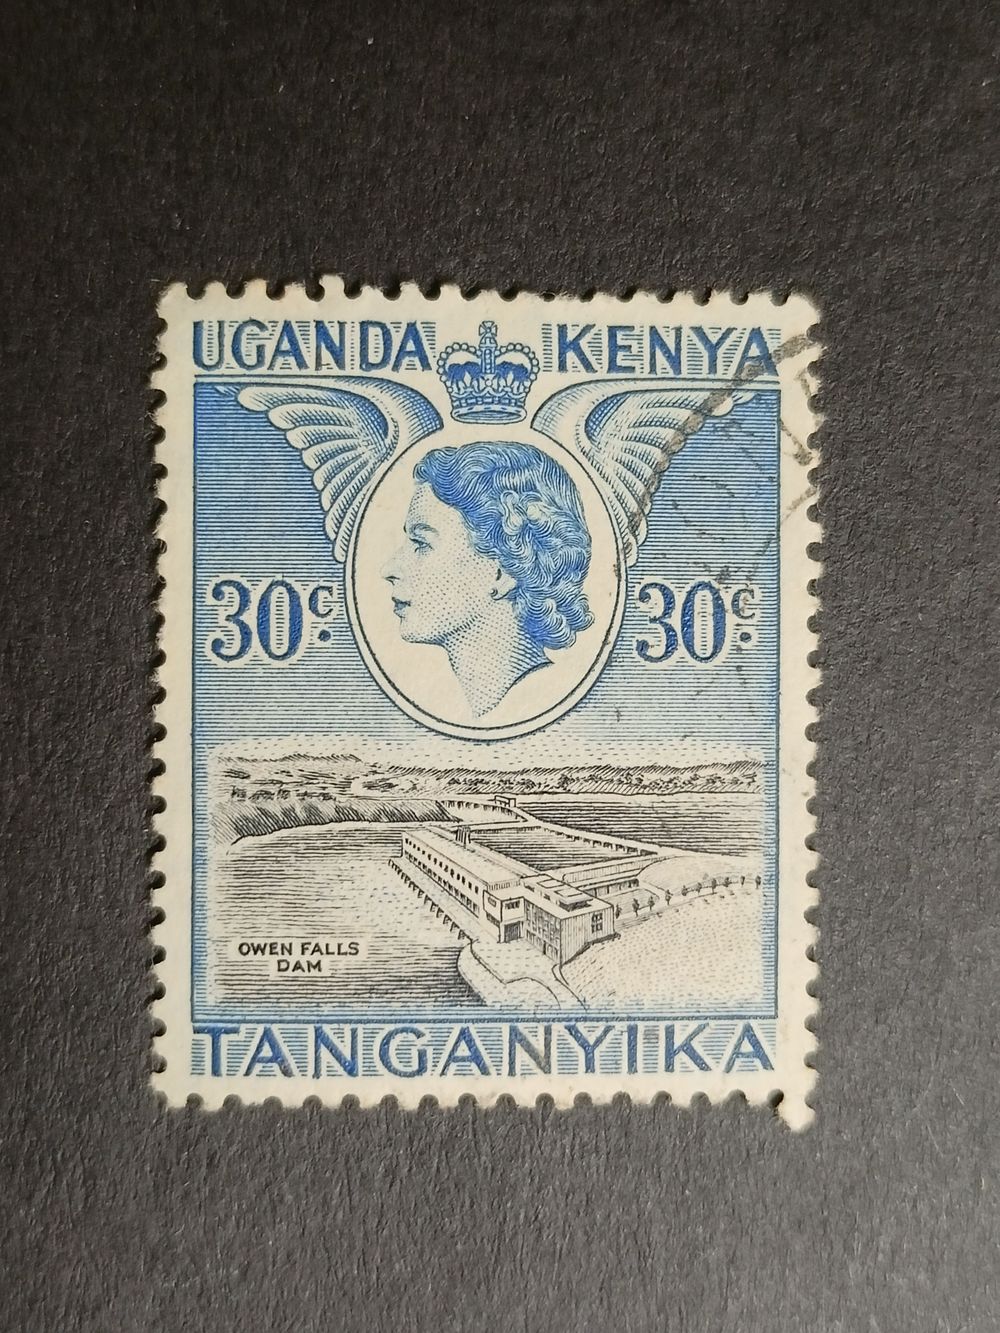 UGANDA KENYA
30c. 30c.
OWEN FALLS
DAM
TANGANYIKA